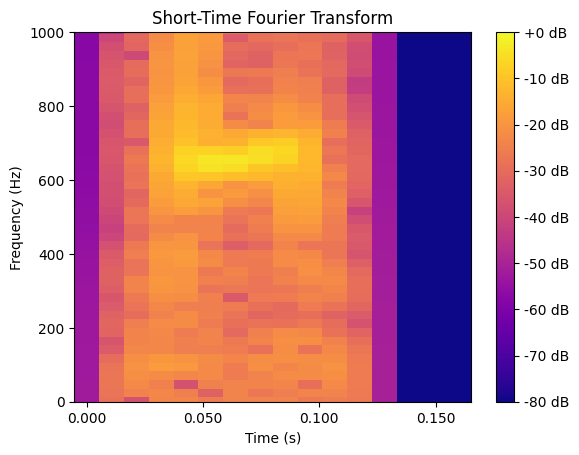 Short-Time Fourier Transform
Frequency (Hz)
1000
800
600
400
200
0
0.000
0.050
0.100
0.150
Time (s)
+0 dB
-10 dB
-20 dB
-30 dB
-40 dB
-50 dB
-60 dB
-70 dB
-80 dB